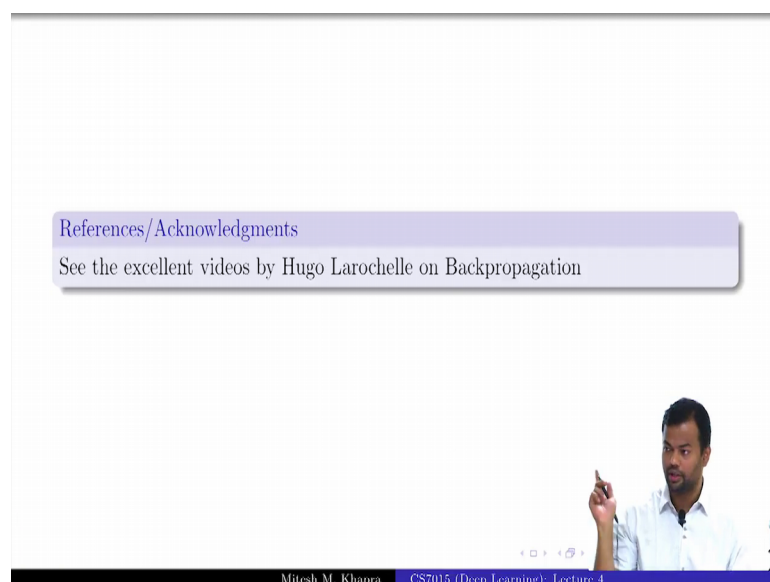 References/Acknowledgments
See the excellent videos by Hugo Larochelle on Backpropagation
Mitesh M. Khapra CS7015 (Deep Learning): Lecture 4